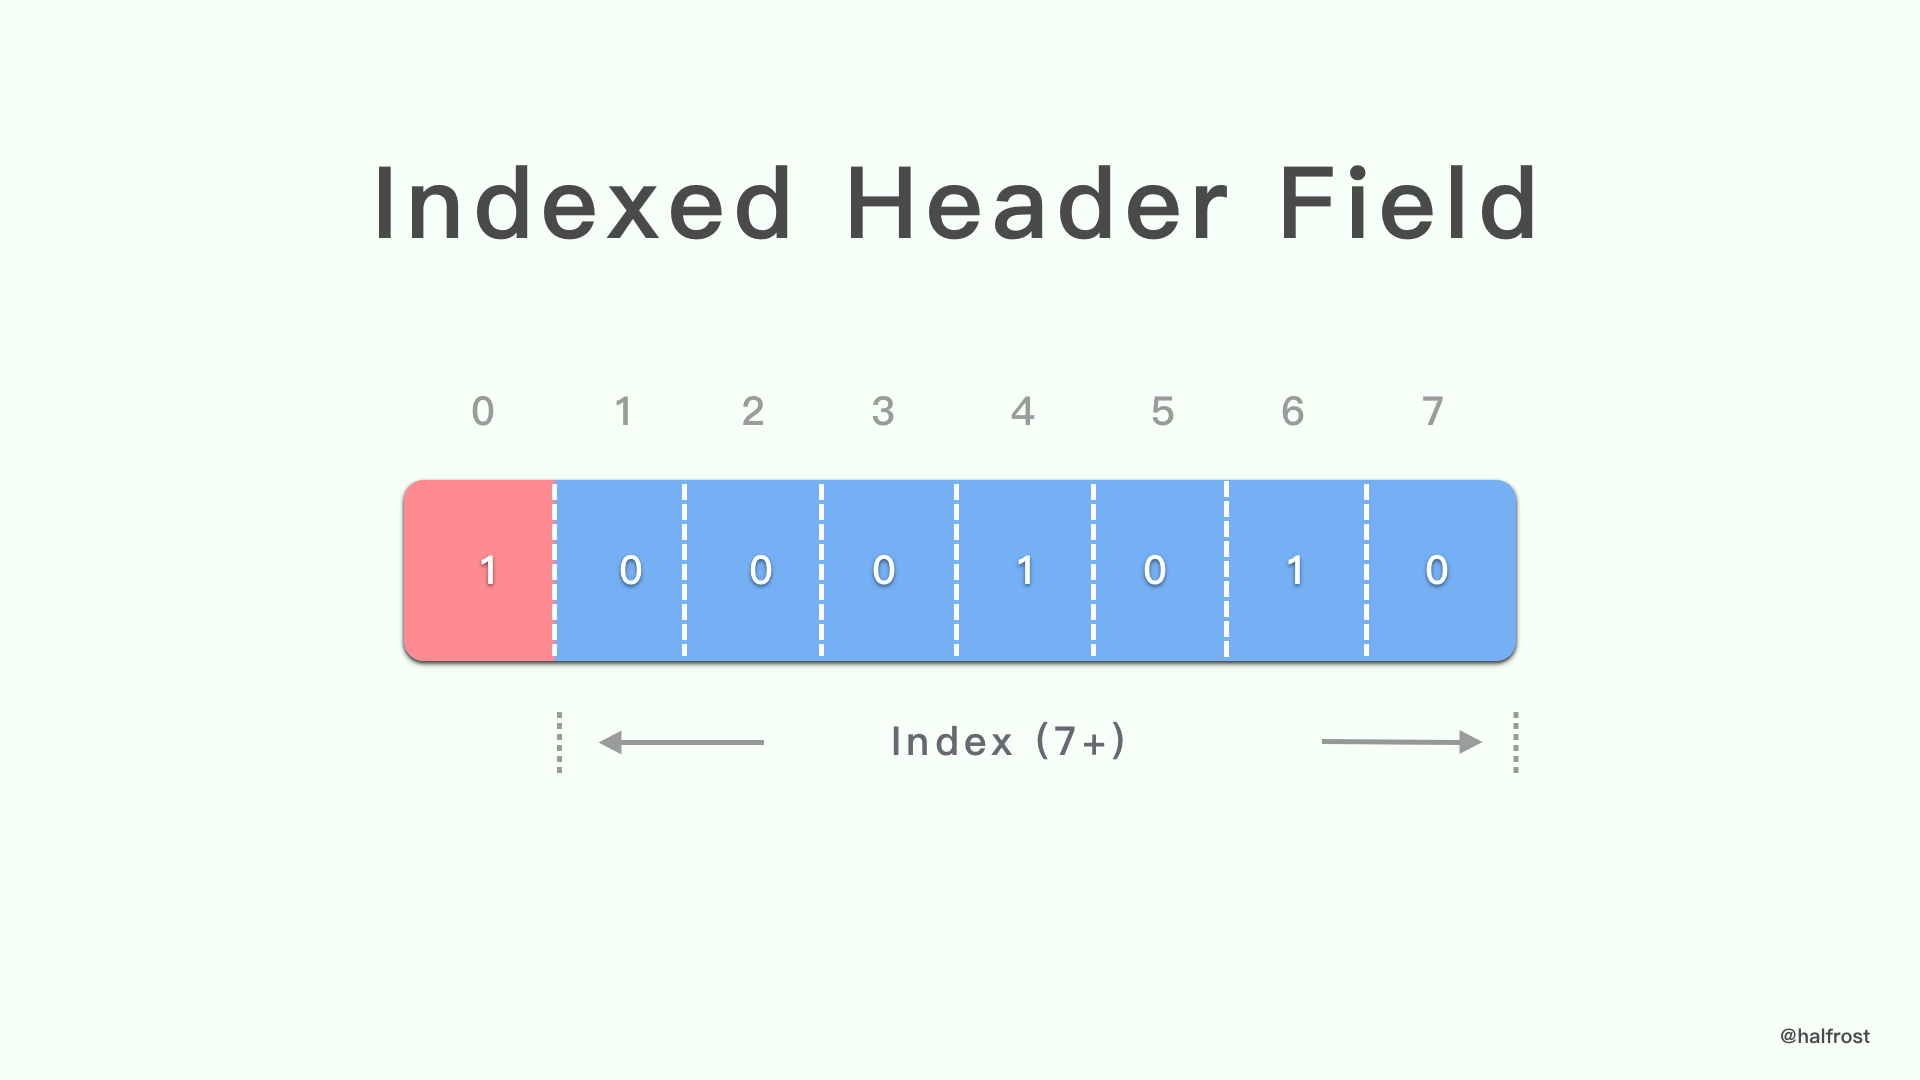 Indexed Header Field
0 1 2 3 4 5 6 7
1 0 0 0 1 0 1 0
Index (7+)
@halfrost